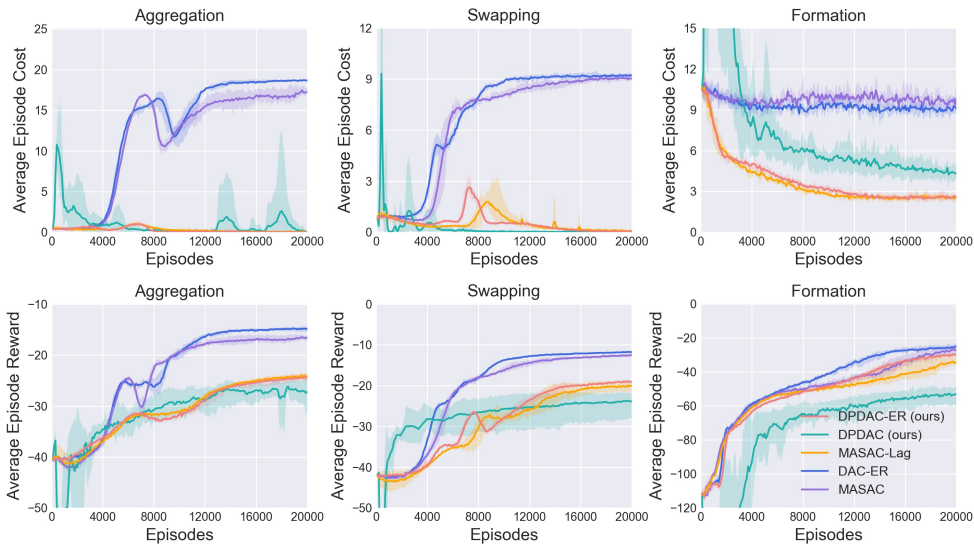 Aggregation
Average Episode Cost
25
20
15
10
5
0
0 4000 8000 12000 16000 20000
Episodes
Swapping
Average Episode Cost
12
9
6
3
0
0 4000 8000 12000 16000 20000
Episodes
Formation
Average Episode Cost
15
12
9
6
3
0
0 4000 8000 12000 16000 20000
Episodes
Aggregation
Average Episode Reward
−10
−20
−30
−40
−50
0 4000 8000 12000 16000 20000
Episodes
Swapping
Average Episode Reward
0
−10
−20
−30
−40
−50
0 4000 8000 12000 16000 20000
Episodes
Formation
Average Episode Reward
0
−20
−40
−60
−80
−100
−120
0 4000 8000 12000 16000 20000
Episodes
DPDAC-ER (ours)
DPDAC (ours)
MASAC-Lag
DAC-ER
MASAC